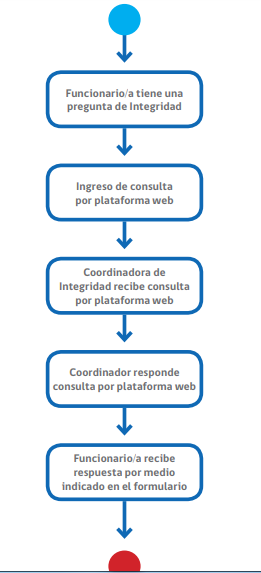 Funcionario/a tiene una
pregunta de Integridad
Ingreso de consulta
por plataforma web
Coordinadora de
Integridad recibe consulta
por plataforma web
Coordinador responde
consulta por plataforma web
Funcionario/a recibe
respuesta por medio
indicado en el formulario